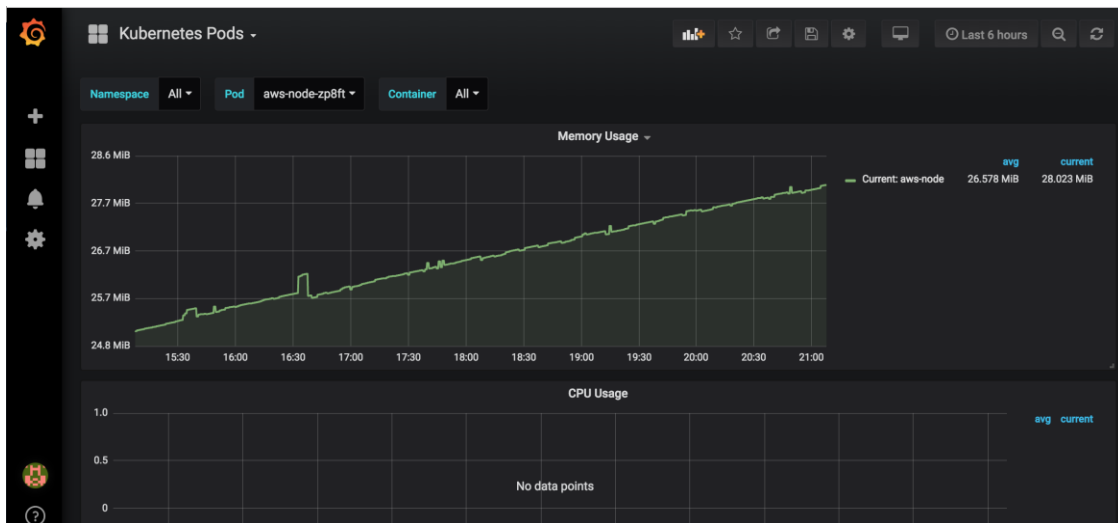 Kubernetes Pods
Last 6 hours
Namespace All Pod aws-node-zp8ft Container All
Memory Usage
28.6 MiB
27.7 MiB
26.7 MiB
25.7 MiB
24.8 MiB
15:30 16:00 16:30 17:00 17:30 18:00 18:30 19:00 19:30 20:00 20:30 21:00
avg current
Current: aws-node 26.578 MiB 28.023 MiB
CPU Usage
1.0
0.5
0
No data points
avg current